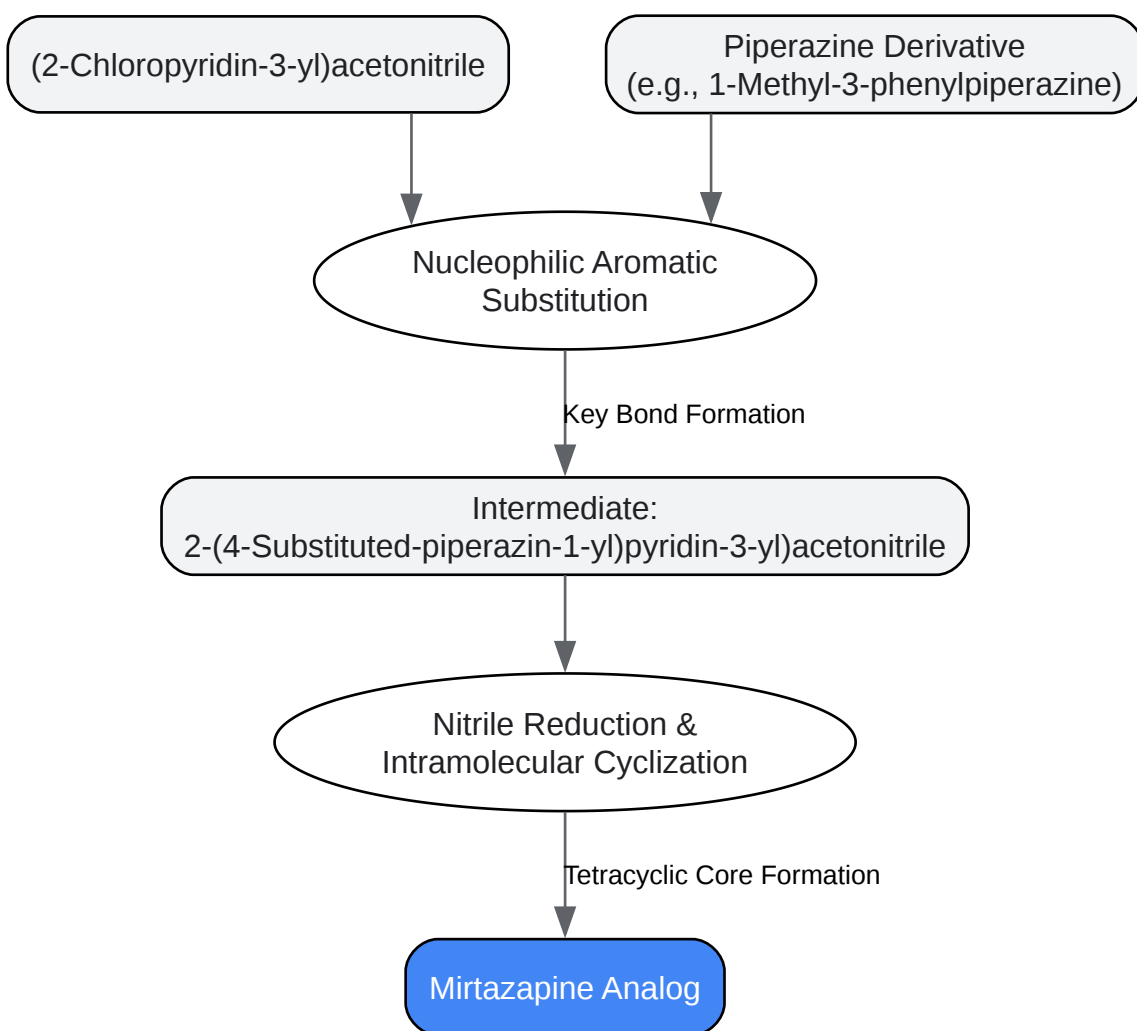 (2-Chloropyridin-3-yl)acetonitrile
Piperazine Derivative
(e.g., 1-Methyl-3-phenylpiperazine)
Nucleophilic Aromatic
Substitution
Key Bond Formation
Intermediate:
2-(4-Substituted-piperazin-1-yl)pyridin-3-yl)acetonitrile
Nitrile Reduction &
Intramolecular Cyclization
Tetracyclic Core Formation
Mirtazapine Analog